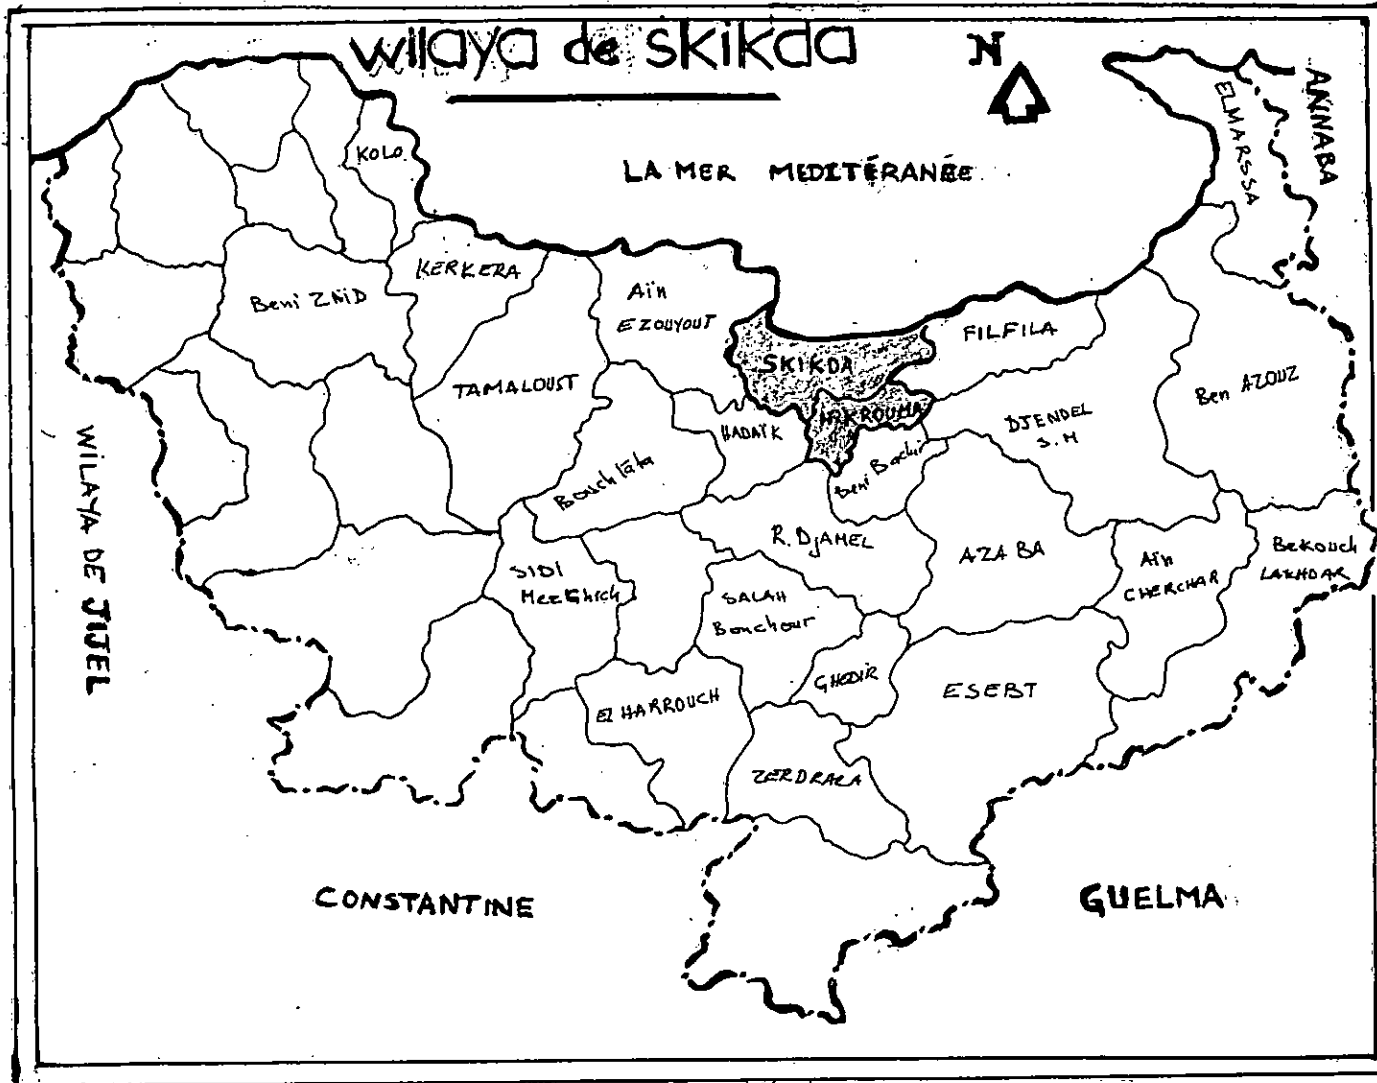 wilaya de skikda
N
ANNABA
ELMARSSA
KOLO
LA MER MEDITÉRANÉE
KERKERA
Beni ZNID
Aïn
EZOUYOUT
FILFILA
SKIKDA
TAMALOUST
Ben AZOUZ
HADAÏK
DJENDEL
S.M
Beni Bachir
Bouchtata
WILAYA DE JIJEL
R. DJAMEL
AZABA
Aïn
CHERCHAR
Bekouch
LAKHDAR
SIDI
MezGhich
SALAH
Bouchour
GHEDIR
ESEBT
EL HARROUCH
ZERDRARA
CONSTANTINE
GUELMA